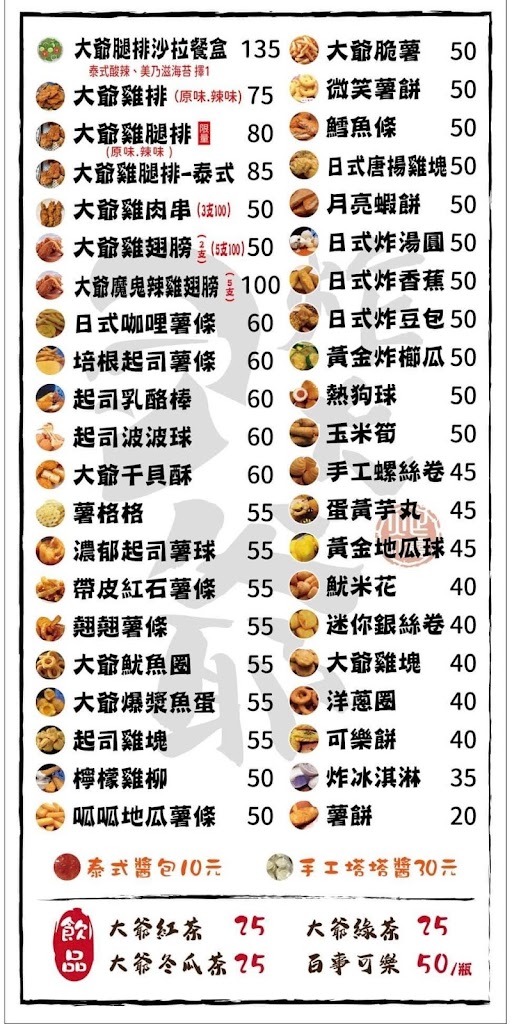 大爺腿排沙拉餐盒 135
泰式酸辣、美乃滋海苔 擇1
大爺雞排(原味.辣味) 75
大爺雞腿排 限量 80
(原味.辣味)
大爺雞腿排-泰式 85
大爺雞肉串(3支100) 50
大爺雞翅膀(2支)(5支100) 50
大爺魔鬼辣雞翅膀(5支) 100
日式咖哩薯條 60
培根起司薯條 60
起司乳酪棒 60
起司波波球 60
大爺干貝酥 60
薯格格 55
濃郁起司薯球 55
帶皮紅石薯條 55
翹翹薯條 55
大爺魷魚圈 55
大爺爆漿魚蛋 55
起司雞塊 55
檸檬雞柳 50
呱呱地瓜薯條 50
大爺脆薯 50
微笑薯餅 50
鱈魚條 50
日式唐揚雞塊 50
月亮蝦餅 50
日式炸湯圓 50
日式炸香蕉 50
日式炸豆包 50
黃金炸櫛瓜 50
熱狗球 50
玉米筍 50
手工螺絲卷 45
蛋黃芋丸 45
黃金地瓜球 45
魷米花 40
迷你銀絲卷 40
大爺雞塊 40
洋蔥圈 40
可樂餅 40
炸冰淇淋 35
薯餅 20
泰式醬包10元
手工塔塔醬30元
飲品
大爺紅茶 25
大爺綠茶 25
大爺冬瓜茶 25
百事可樂 50/瓶